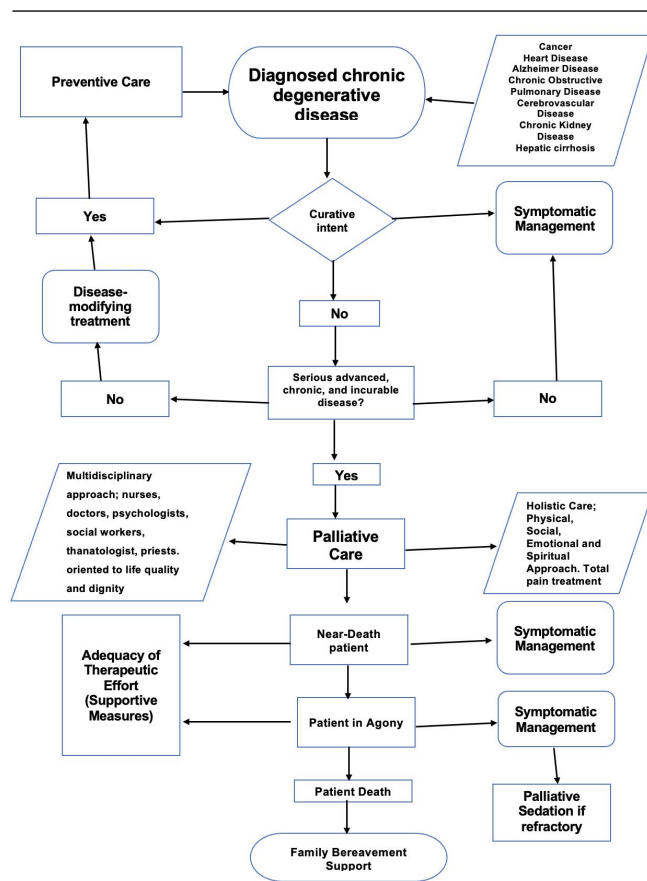 Preventive Care
Diagnosed chronic
degenerative
disease
Cancer
Heart Disease
Alzheimer Disease
Chronic Obstructive
Pulmonary Disease
Cerebrovascular
Disease
Chronic Kidney
Disease
Hepatic cirrhosis
Yes
Curative
intent
Symptomatic
Management
Disease-
modifying
treatment
No
Serious advanced,
chronic, and incurable
disease?
No
No
Yes
Multidisciplinary
approach; nurses,
doctors, psychologists,
social workers,
thanatologist, priests.
oriented to life quality
and dignity
Palliative
Care
Holistic Care;
Physical,
Social,
Emotional and
Spiritual
Approach. Total
pain treatment
Adequacy of
Therapeutic
Effort
(Supportive
Measures)
Near-Death
patient
Symptomatic
Management
Patient in Agony
Symptomatic
Management
Patient Death
Palliative
Sedation if
refractory
Family Bereavement
Support